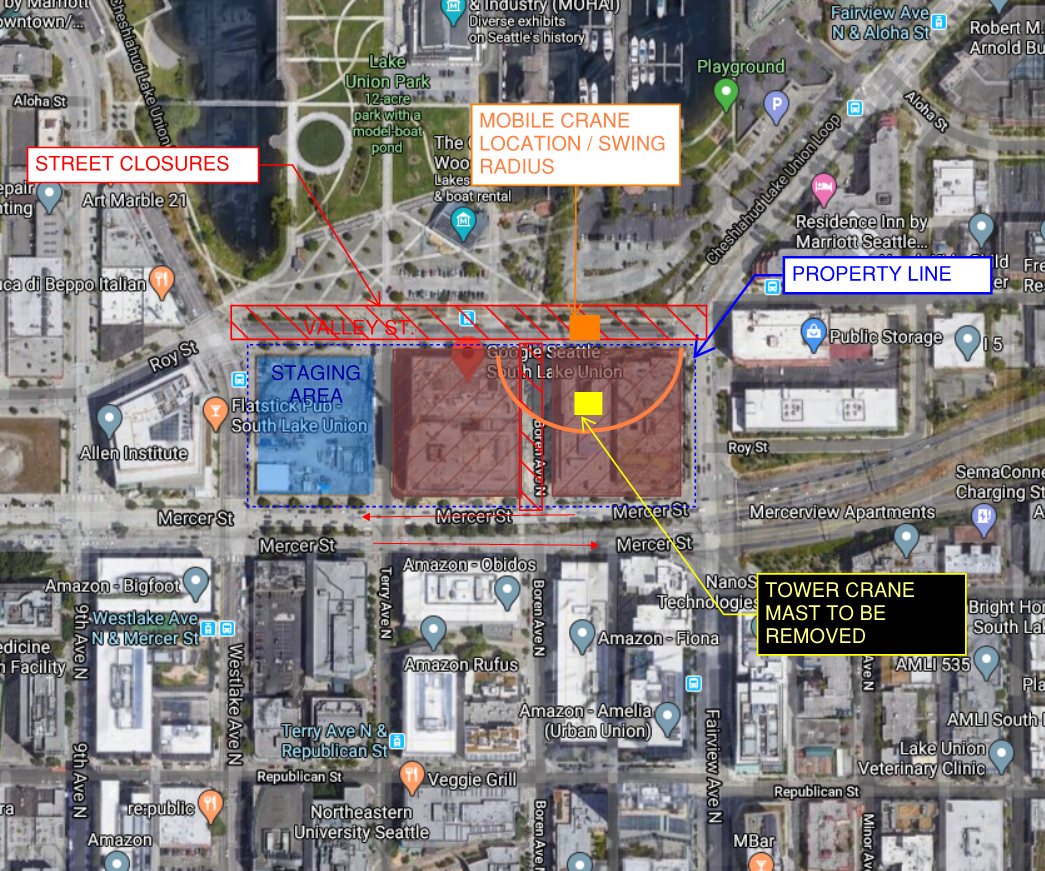 by Marriott
owntown/...
& Industry (MOHAI)
Diverse exhibits
on Seattle's history
Fairview Ave
N & Aloha St
Robert M.
Arnold Bu
Cheshiahud Lake Union
Lake
Union Park
12-acre
park with a
model-boat
pond
Playground
P
Aloha St
Aloha St
MOBILE CRANE
LOCATION / SWING
RADIUS
The
Woo
Lakes
& boat rental
STREET CLOSURES
epair
nting
Art Marble 21
Cheshiahud Lake Union Loop
Residence Inn by
Marriott Seattle...
PROPERTY LINE
uca di Beppo Italian
VALLEY ST.
Public Storage
I 5
Roy St
Google Seattle -
South Lake Union
STAGING
AREA
Flatstick Pub -
South Lake Union
Allen Institute
Boren Ave N
Roy St
SemaConne
Charging St
Mercer St
Mercer St
Mercer St
Mercerview Apartments
Mercer St
Mercer St
Amazon - Obidos
Amazon - Bigfoot
9th Ave N
Westlake Ave
N & Mercer St
Terry Ave N
Boren Ave N
NanoS
Technologies
TOWER CRANE
MAST TO BE
REMOVED
Bright Hor
South Lak
edicine
n Facility
Amazon - Fiona
Amazon Rufus
Westlake Ave N
AMLI 535
Ave N
Amazon - Amelia
(Urban Union)
Fairview Ave N
AMLI South
Terry Ave N &
Republican St
Lake Union
Veterinary Clinic
9th Ave N
Republican St
Veggie Grill
Republican St
re:public
Northeastern
University Seattle
Boren Ave N
Minor Av
Amazon
MBar